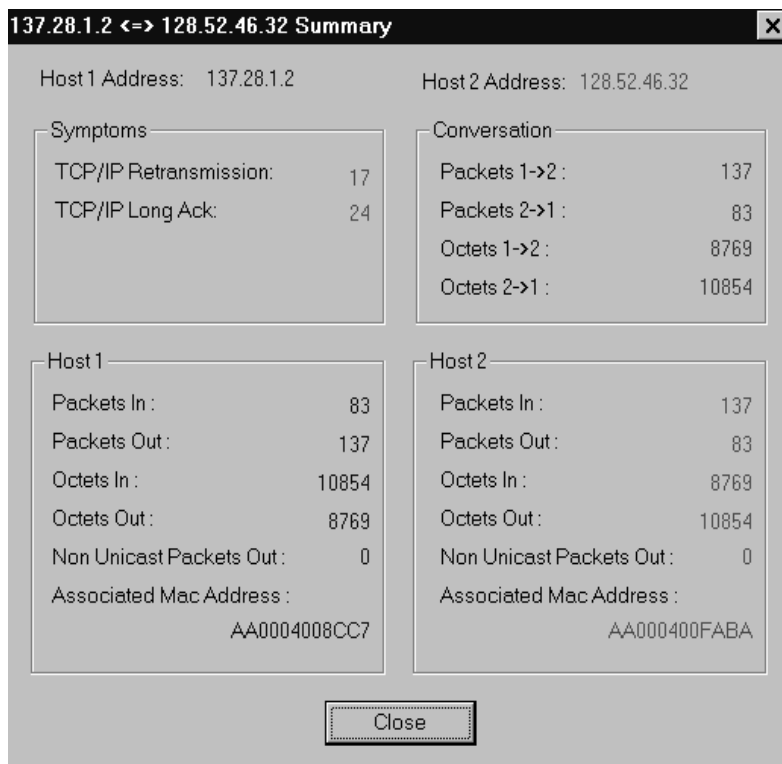 137.28.1.2 <=> 128.52.46.32 Summary
Host 1 Address: 137.28.1.2
Host 2 Address: 128.52.46.32
Symptoms
TCP/IP Retransmission: 17
TCP/IP Long Ack: 24
Conversation
Packets 1->2 : 137
Packets 2->1 : 83
Octets 1->2 : 8769
Octets 2->1 : 10854
Host 1
Packets In : 83
Packets Out : 137
Octets In : 10854
Octets Out : 8769
Non Unicast Packets Out : 0
Associated Mac Address :
AA0004008CC7
Host 2
Packets In : 137
Packets Out : 83
Octets In : 8769
Octets Out : 10854
Non Unicast Packets Out : 0
Associated Mac Address :
AA000400FABA
Close